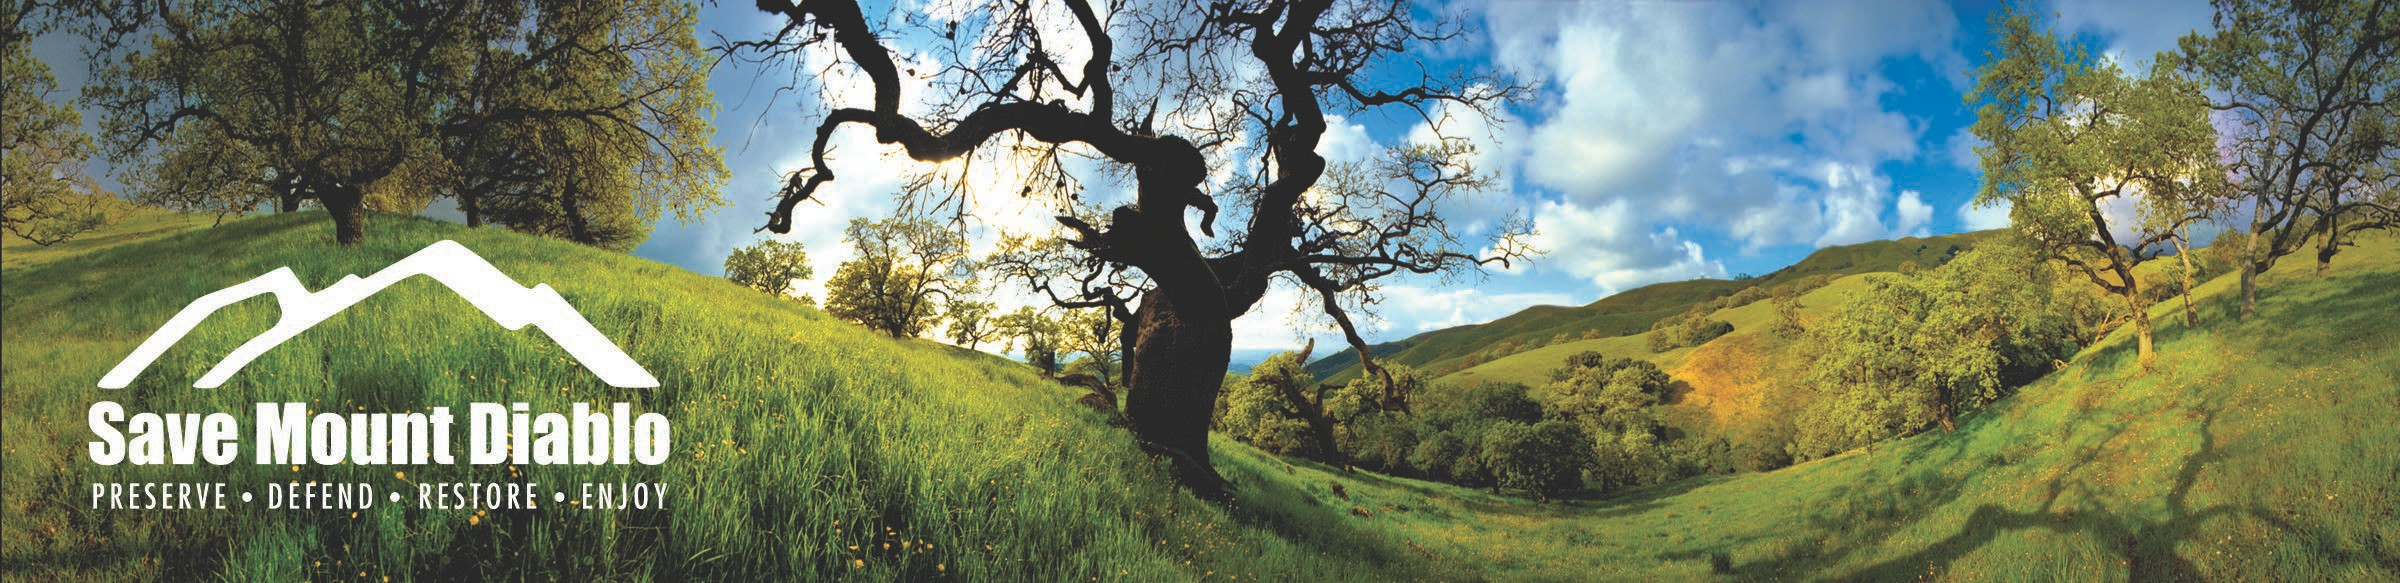 Save Mount Diablo
PRESERVE • DEFEND • RESTORE • ENJOY